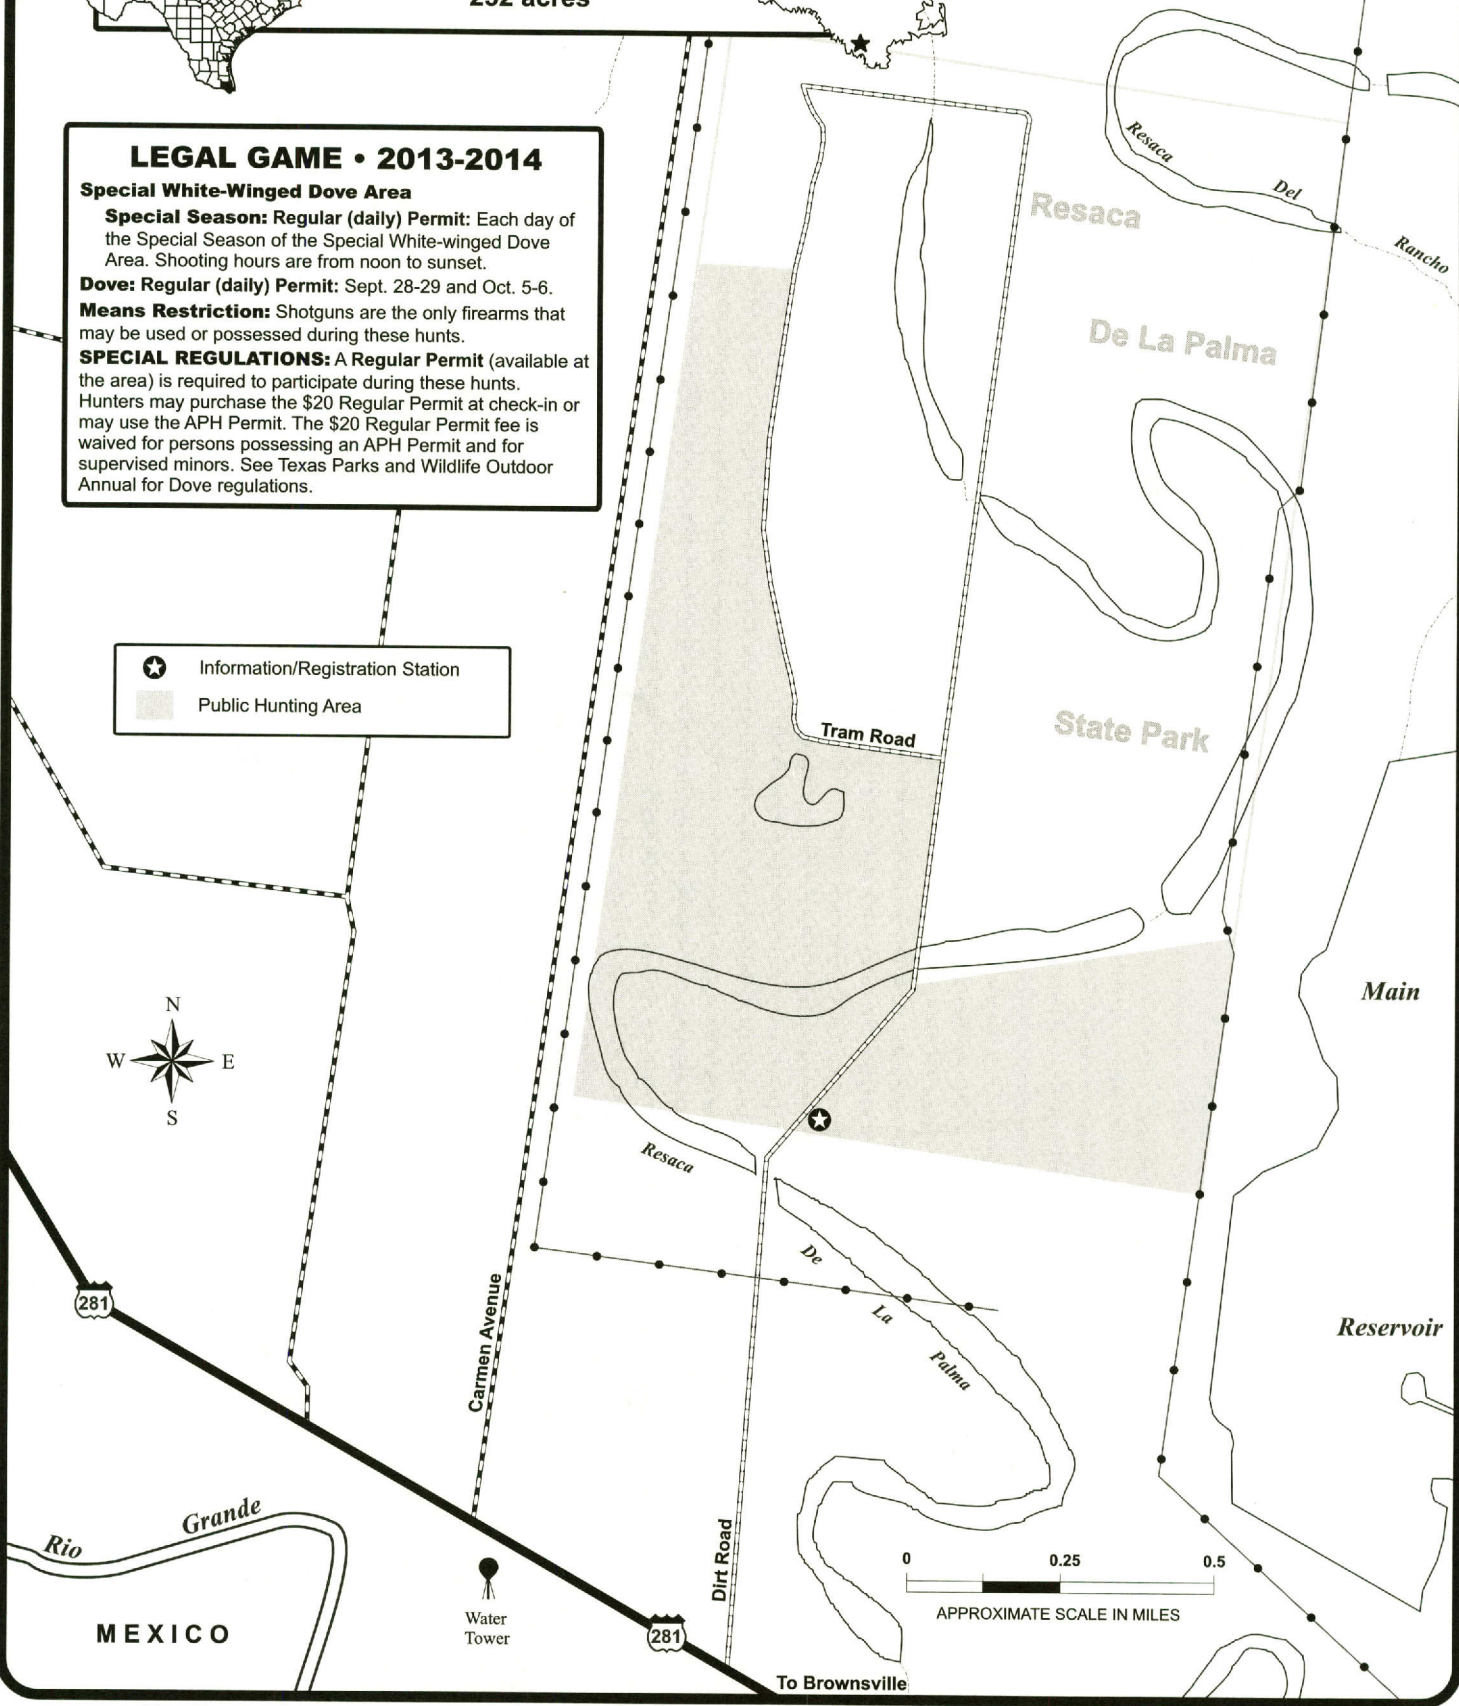 LEGAL GAME • 2013-2014
Special White-Winged Dove Area
Special Season: Regular (daily) Permit: Each day of
the Special Season of the Special White-winged Dove
Area. Shooting hours are from noon to sunset.
Dove: Regular (daily) Permit: Sept. 28-29 and Oct. 5-6.
Means Restriction: Shotguns are the only firearms that
may be used or possessed during these hunts.
SPECIAL REGULATIONS: A Regular Permit (available at
the area) is required to participate during these hunts.
Hunters may purchase the $20 Regular Permit at check-in or
may use the APH Permit. The $20 Regular Permit fee is
waived for persons possessing an APH Permit and for
supervised minors. See Texas Parks and Wildlife Outdoor
Annual for Dove regulations.
Resaca
Del
Rancho
Resaca
De La Palma
State Park
Information/Registration Station
Public Hunting Area
Tram Road
N
W
E
S
Main
Reservoir
Resaca
De
La
Palma
281
Carmen Avenue
Dirt Road
Rio
Grande
MEXICO
Water
Tower
281
To Brownsville
0
0.25
0.5
APPROXIMATE SCALE IN MILES